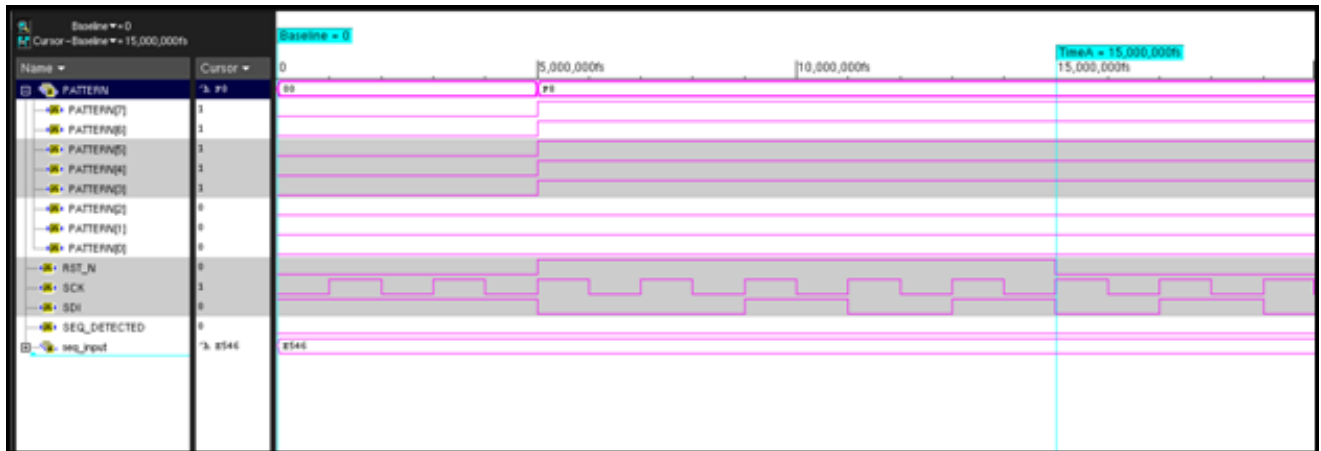 Baseline▼=0
Cursor-Baseline▼=15,000,000fs
Baseline = 0
TimeA = 15,000,000fs
Name▼ Cursor▼ 0 5,000,000fs 10,000,000fs 15,000,000fs
PATTERN 'h F8 00 F8
PATTERN[7] 1
PATTERN[6] 1
PATTERN[5] 1
PATTERN[4] 1
PATTERN[3] 1
PATTERN[2] 0
PATTERN[1] 0
PATTERN[0] 0
RST_N 0
SCK 1
SDI 0
SEQ_DETECTED 0
seq_input